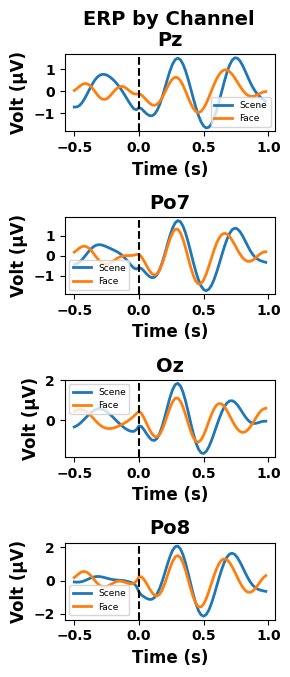 ERP by Channel
Pz
Volt (µV)
1
0
−1
Scene
Face
−0.5 0.0 0.5 1.0
Time (s)
Po7
Volt (µV)
1
0
−1
Scene
Face
−0.5 0.0 0.5 1.0
Time (s)
Oz
Volt (µV)
2
0
Scene
Face
−0.5 0.0 0.5 1.0
Time (s)
Po8
Volt (µV)
2
0
−2
Scene
Face
−0.5 0.0 0.5 1.0
Time (s)